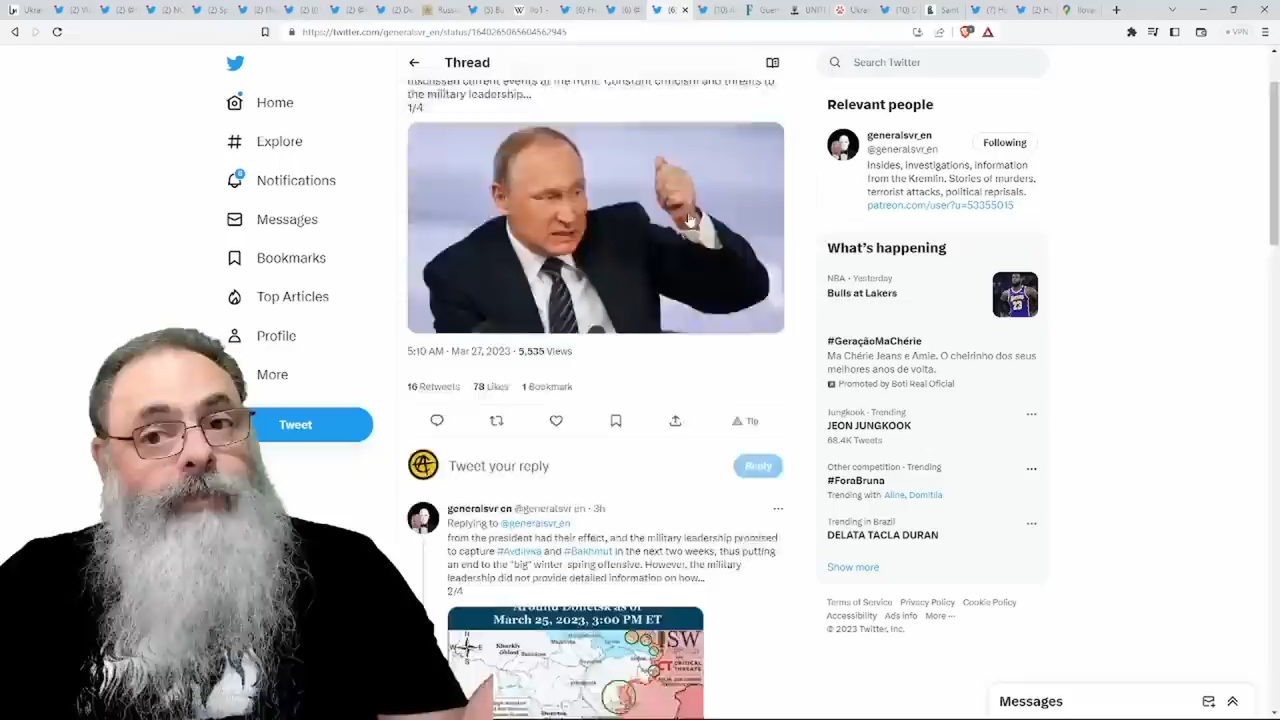 https://twitter.com/generalsvr_en/status/1640265065604562945
Home
Explore
Notifications
Messages
Bookmarks
Top Articles
Profile
More
Tweet
Thread
discussed current events at the front. Constant criticism and threats to
the military leadership...
1/4
5:10 AM · Mar 27, 2023 · 5,535 Views
16 Retweets 78 Likes 1 Bookmark
Tip
Tweet your reply
Reply
generalsvr en @generalsvr_en · 3h
Replying to @generalsvr_en
from the president had their effect, and the military leadership promised
to capture #Avdiivka and #Bakhmut in the next two weeks, thus putting
an end to the "big" winter-spring offensive. However, the military
leadership did not provide detailed information on how...
2/4
Around Donetsk as of
March 25, 2023, 3:00 PM ET
ISW
CRITICAL
THREATS
Search Twitter
Relevant people
generalsvr_en
@generalsvr_en
Following
Insides, investigations, information
from the Kremlin. Stories of murders,
terrorist attacks, political reprisals.
patreon.com/user?u=53355015
What's happening
NBA · Yesterday
Bulls at Lakers
#GeraçãoMaChérie
Ma Chérie Jeans e Amie. O cheirinho dos seus
melhores anos de volta.
Promoted by Boti Real Oficial
Jungkook · Trending
JEON JUNGKOOK
68.4K Tweets
Other competition · Trending
#ForaBruna
Trending with Aline, Domitila
Trending in Brazil
DELATA TACLA DURAN
Show more
Terms of Service Privacy Policy Cookie Policy
Accessibility Ads info More ···
© 2023 Twitter, Inc.
Messages